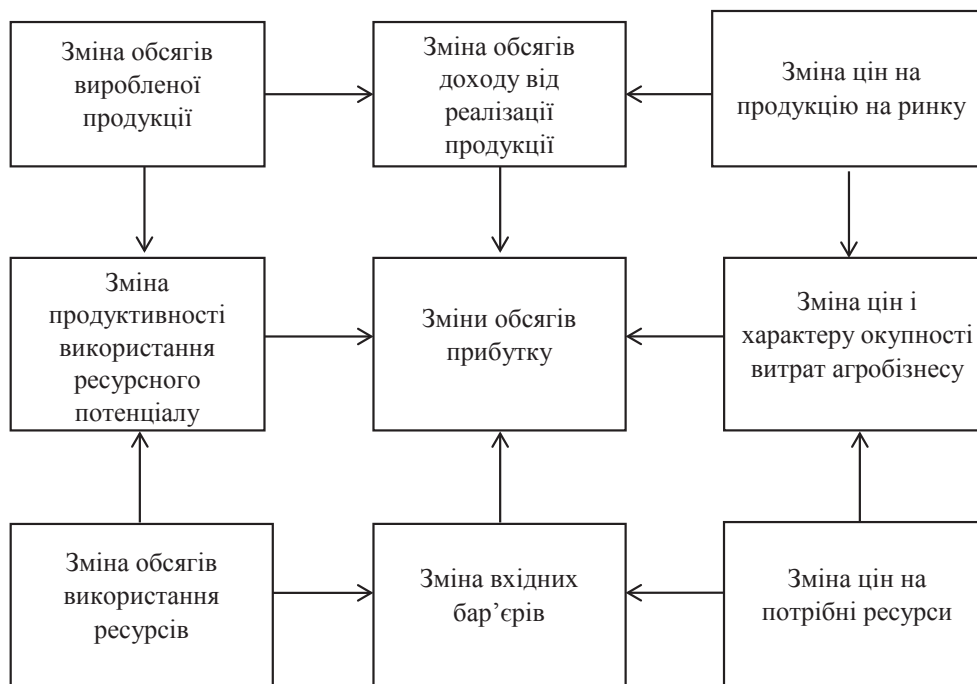 Зміна обсягів
виробленої
продукції
Зміна обсягів
доходу від
реалізації
продукції
Зміна цін на
продукцію на ринку
Зміна
продуктивності
використання
ресурсного
потенціалу
Зміни обсягів
прибутку
Зміна цін і
характеру окупності
витрат агробізнесу
Зміна обсягів
використання
ресурсів
Зміна вхідних
бар’єрів
Зміна цін на
потрібні ресурси